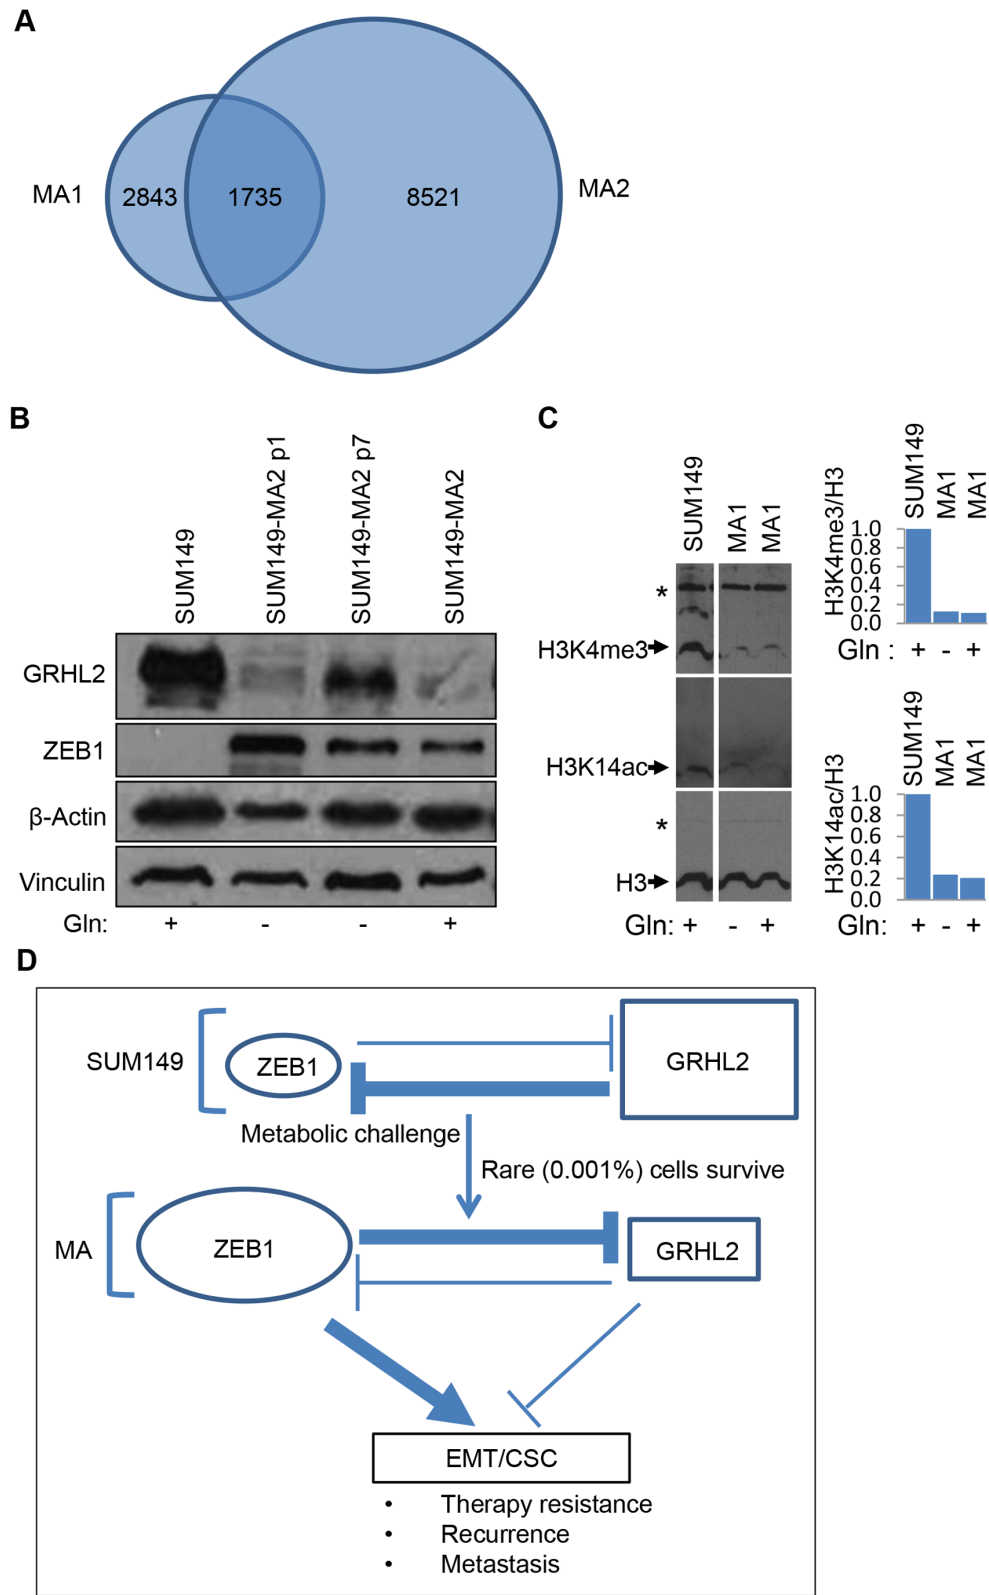 A
MA1
2843
1735
8521
MA2
B
SUM149
SUM149-MA2 p1
SUM149-MA2 p7
SUM149-MA2
GRHL2
ZEB1
β-Actin
Vinculin
Gln: + - - +
C
SUM149
MA1
MA1
*
H3K4me3
H3K14ac
*
H3
Gln: + - +
SUM149
MA1
MA1
H3K4me3/H3
1.0
0.8
0.6
0.4
0.2
0.0
Gln : + - +
SUM149
MA1
MA1
H3K14ac/H3
1.0
0.8
0.6
0.4
0.2
0.0
Gln: + - +
D
SUM149
ZEB1
GRHL2
Metabolic challenge
Rare (0.001%) cells survive
MA
ZEB1
GRHL2
EMT/CSC
• Therapy resistance
• Recurrence
• Metastasis